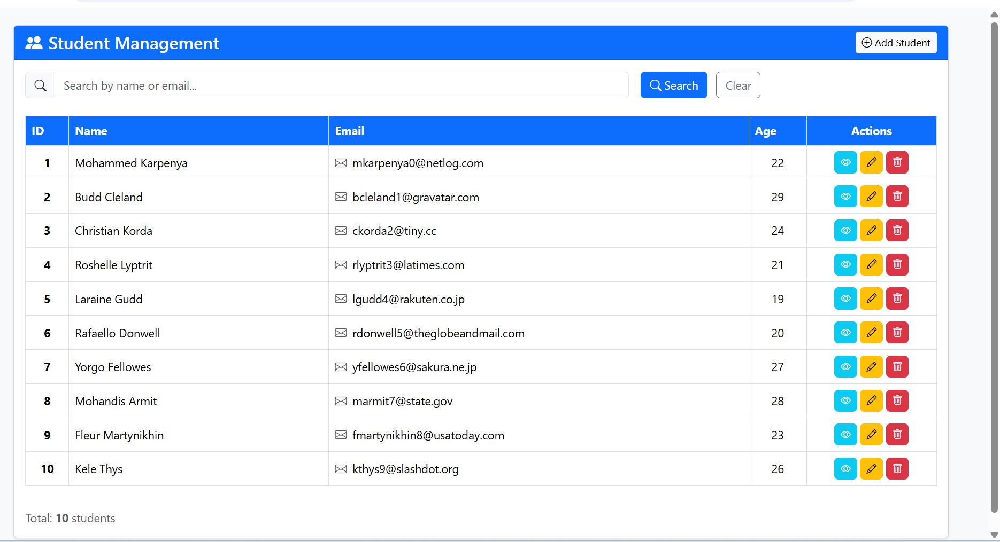 Student Management
Add Student
Search by name or email...
Search
Clear
ID Name Email Age Actions
1 Mohammed Karpenya mkarpenya0@netlog.com 22
2 Budd Cleland bcleland1@gravatar.com 29
3 Christian Korda ckorda2@tiny.cc 24
4 Roshelle Lyptrit rlyptrit3@latimes.com 21
5 Laraine Gudd lgudd4@rakuten.co.jp 19
6 Rafaello Donwell rdonwell5@theglobeandmail.com 20
7 Yorgo Fellowes yfellowes6@sakura.ne.jp 27
8 Mohandis Armit marmit7@state.gov 28
9 Fleur Martynikhin fmartynikhin8@usatoday.com 23
10 Kele Thys kthys9@slashdot.org 26
Total: 10 students